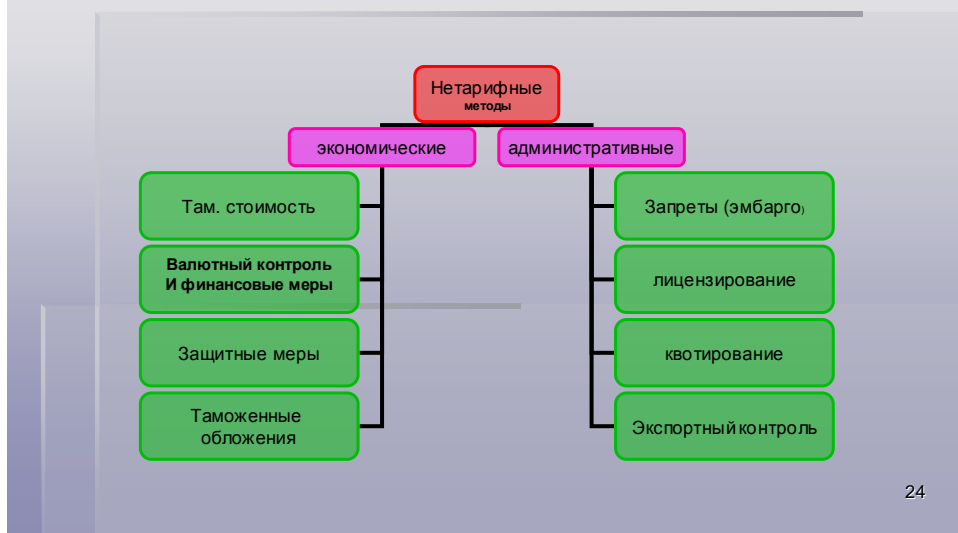 Нетарифные
методы
экономические
административные
Там. стоимость
Валютный контроль
И финансовые меры
Защитные меры
Таможенные
обложения
Запреты (эмбарго)
лицензирование
квотирование
Экспортный контроль
24